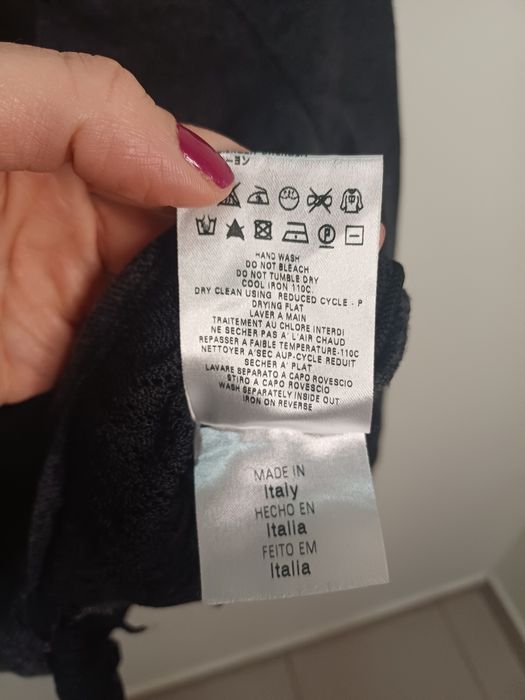 HAND WASH
DO NOT BLEACH
DO NOT TUMBLE DRY
COOL IRON 110C.
DRY CLEAN USING REDUCED CYCLE - P
DRYING FLAT
LAVER A MAIN
TRAITEMENT AU CHLORE INTERDI
NE SECHER PAS A' L'AIR CHAUD
REPASSER A FAIBLE TEMPERATURE-110C
NETTOYER A'SEC AUP-CYCLE REDUIT
SECHER A' PLAT
LAVARE SEPARATO A CAPO ROVESCIO
STIRO A CAPO ROVESCIO
WASH SEPARATELY INSIDE OUT
IRON ON REVERSE
MADE IN
Italy
HECHO EN
Italia
FEITO EM
Italia